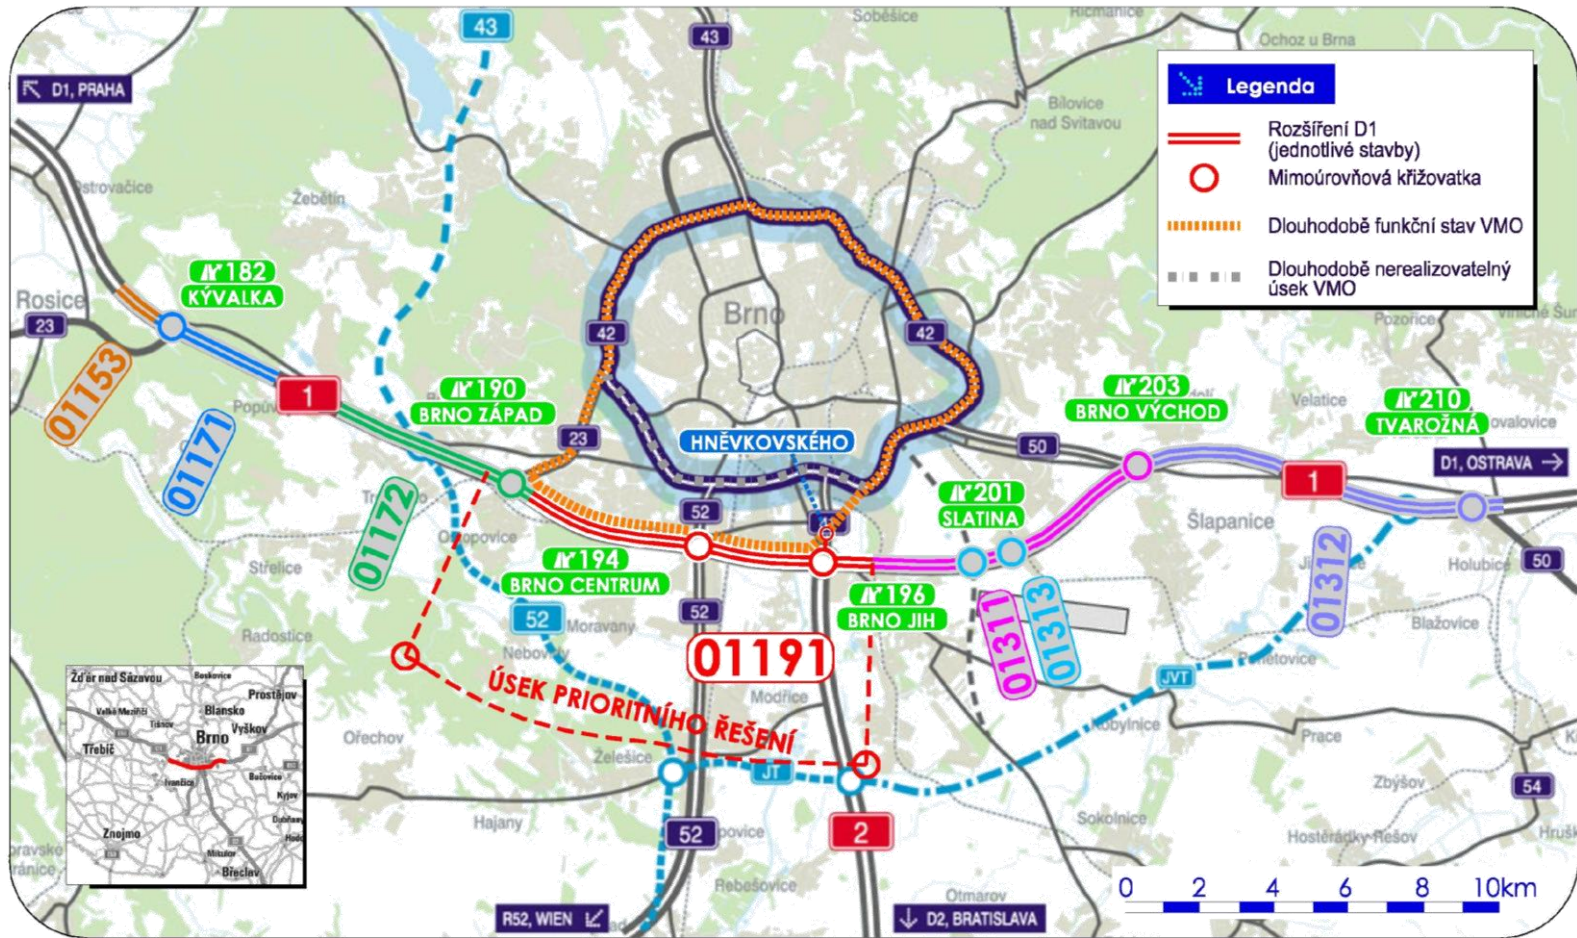 43
43
Soběšice
Řícmanice
Ochoz u Brna
D1, PRAHA
Legenda
Rozšíření D1
(jednotlivé stavby)
Mimoúrovňová křižovatka
Dlouhodobě funkční stav VMO
Dlouhodobě nerealizovatelný
úsek VMO
Bílovice
nad Svitavou
Ostrovačice
Žebětín
182
KÝVALKA
Rosice
23
Brno
42
42
Pozořice
01153
1
190
BRNO ZÁPAD
203
BRNO VÝCHOD
Velatice
210
TVAROŽNÁ
ovalovice
01171
23
HNĚVKOVSKÉHO
50
D1, OSTRAVA
1
201
SLATINA
52
Šlapanice
01172
194
BRNO CENTRUM
Střelice
196
BRNO JIH
01311
01313
01312
Holubice
50
52
52
Moravany
Radostice
01191
Blažovice
ÚSEK PRIORITNÍHO ŘEŠENÍ
Modřice
JVT
Kobylnice
Prace
Ořechov
Želešice
JT
Zbýšov
54
Hajany
52
povice
2
Sokolnice
Hostěrádky-Rešov
Rebešovice
Otmarov
R52, WIEN
D2, BRATISLAVA
0 2 4 6 8 10km
Žďár nad Sázavou
Boskovice
Prostějov
Velké Meziříčí
Tišnov
Blansko
Vyškov
Třebíč
Brno
Ivančice
Bučovice
Kyjov
Znojmo
Mikulov
Břeclav